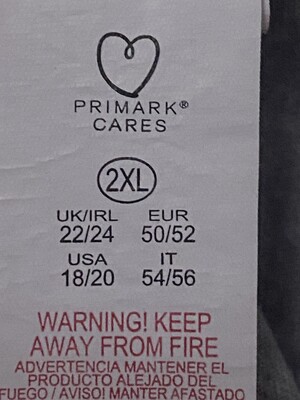 PRIMARK®
CARES
2XL
UK/IRL EUR
22/24 50/52
USA IT
18/20 54/56
WARNING! KEEP
AWAY FROM FIRE
ADVERTENCIA MANTENER EL
PRODUCTO ALEJADO DEL
FUEGO / AVISO! MANTER AFASTADO